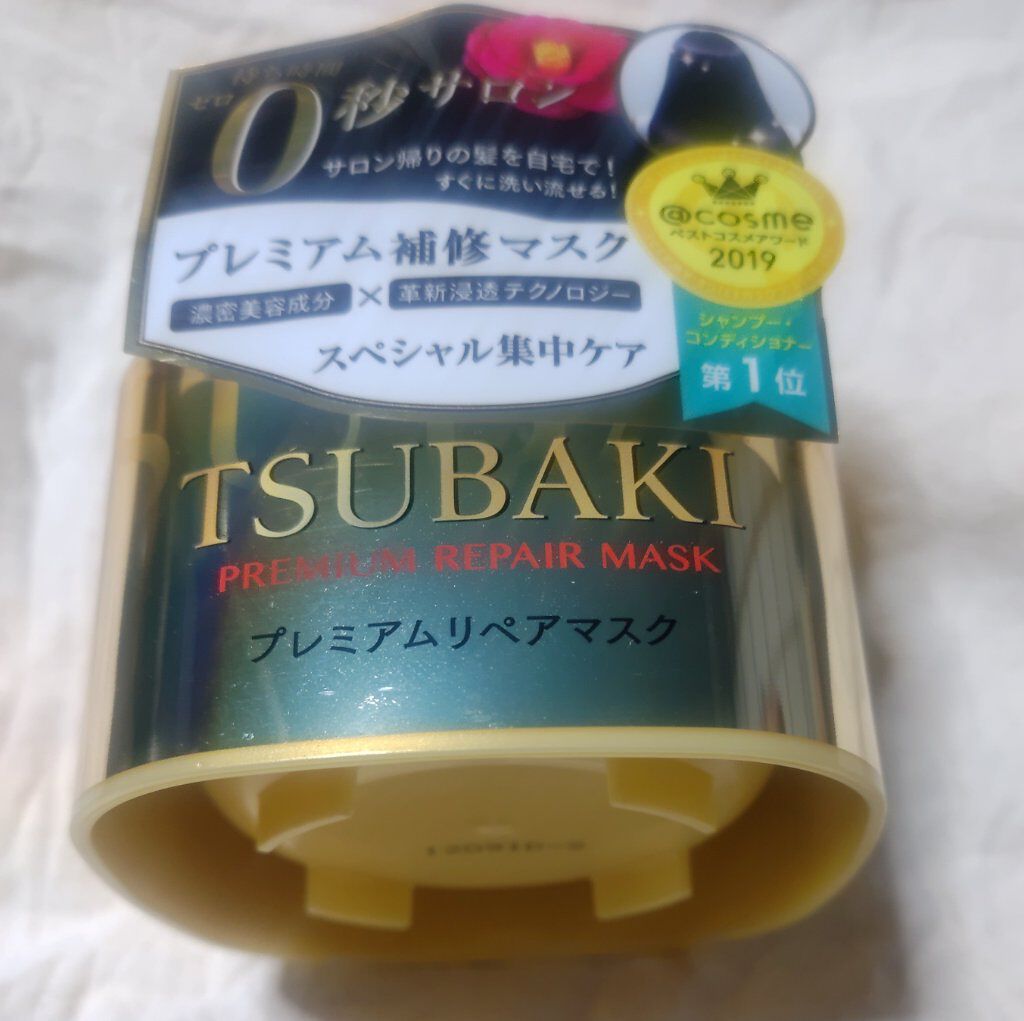 待ち時間
ゼロ
0秒サロン
サロン帰りの髪を自宅で！
すぐに洗い流せる！
プレミアム補修マスク
濃密美容成分×革新浸透テクノロジー
スペシャル集中ケア
@cosme
ベストコスメアワード
2019
シャンプー・
コンディショナー
第1位
TSUBAKI
PREMIUM REPAIR MASK
プレミアムリペアマスク